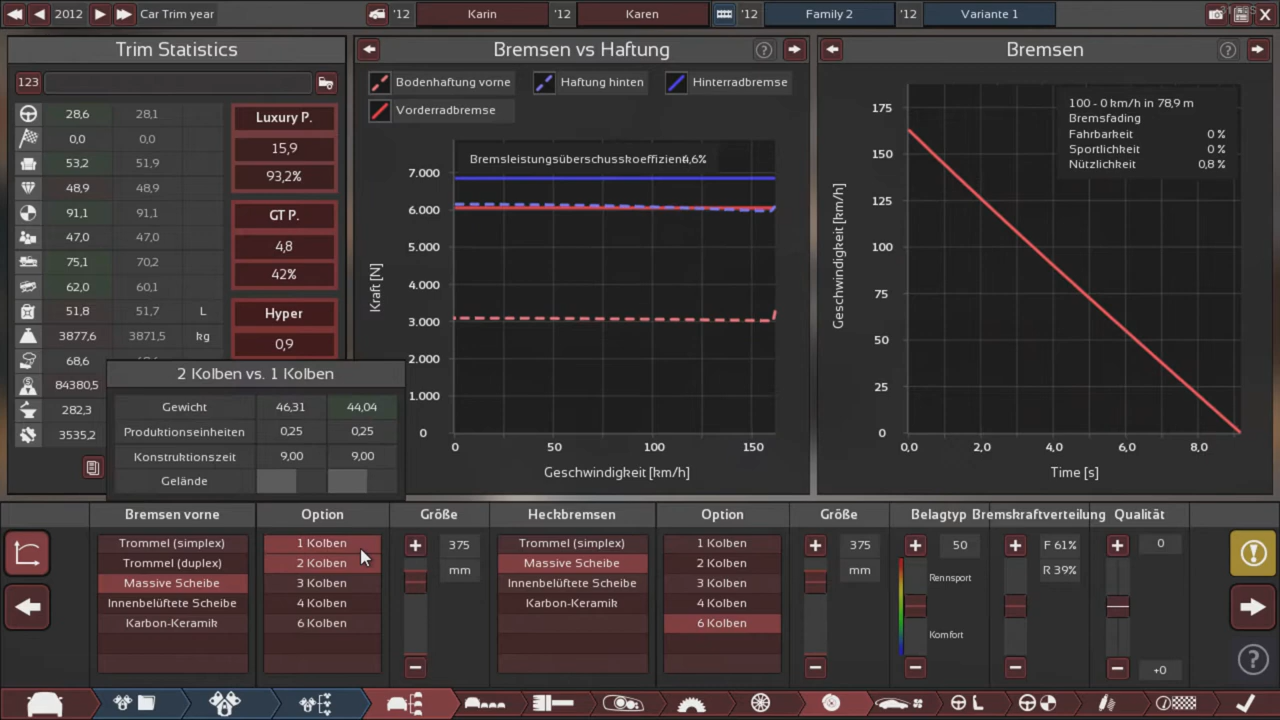 2012 Car Trim year '12 Karin '12 Karen '12 Family 2 '12 Variante 1
Trim Statistics
123
28,6 28,1
0,0 0,0
53,2 51,9
48,9 48,9
91,1 91,1
47,0 47,0
75,1 70,2
62,0 60,1
51,8 51,7 L
3877,6 3871,5 kg
68,6
84380,5
282,3
3535,2
Luxury P.
15,9
93,2%
GT P.
4,8
42%
Hyper
0,9
2 Kolben vs. 1 Kolben
Gewicht 46,31 44,04
Produktionseinheiten 0,25 0,25
Konstruktionszeit 9,00 9,00
Gelände
Bremsen vs Haftung
Bodenhaftung vorne Haftung hinten Hinterradbremse
Vorderradbremse
Bremsleistungsüberschusskoeffizien4,6%
7.000
6.000
5.000
4.000
3.000
2.000
1.000
0
Kraft [N]
0 50 100 150
Geschwindigkeit [km/h]
Bremsen
100 - 0 km/h in 78,9 m
Bremsfading
Fahrbarkeit 0 %
Sportlichkeit 0 %
Nützlichkeit 0,8 %
175
150
125
100
75
50
25
0
Geschwindigkeit [km/h]
0,0 2,0 4,0 6,0 8,0
Time [s]
Bremsen vorne
Trommel (simplex)
Trommel (duplex)
Massive Scheibe
Innenbelüftete Scheibe
Karbon-Keramik
Option
1 Kolben
2 Kolben
3 Kolben
4 Kolben
6 Kolben
Größe
375
mm
Heckbremsen
Trommel (simplex)
Massive Scheibe
Innenbelüftete Scheibe
Karbon-Keramik
Option
1 Kolben
2 Kolben
3 Kolben
4 Kolben
6 Kolben
Größe
375
mm
Belagtyp
50
Rennsport
Komfort
Bremskraftverteilung
F 61%
R 39%
Qualität
0
+0